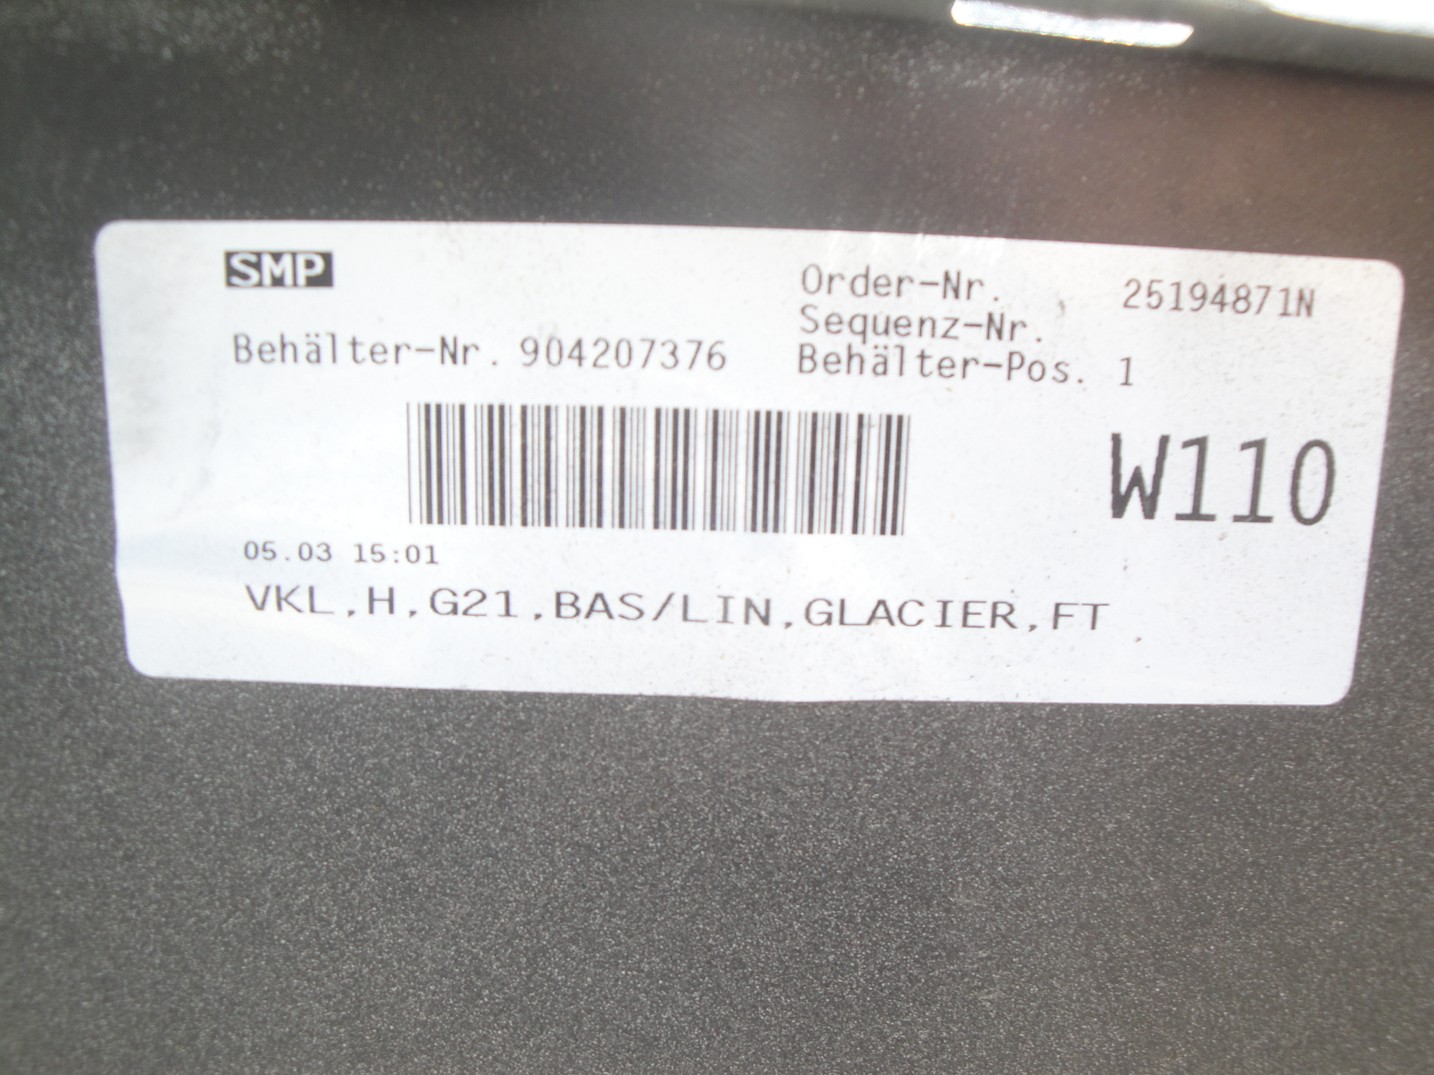 SMP
Order-Nr. 25194871N
Sequenz-Nr.
Behälter-Nr. 904207376
Behälter-Pos. 1
W110
05.03 15:01
VKL,H,G21,BAS/LIN,GLACIER,FT